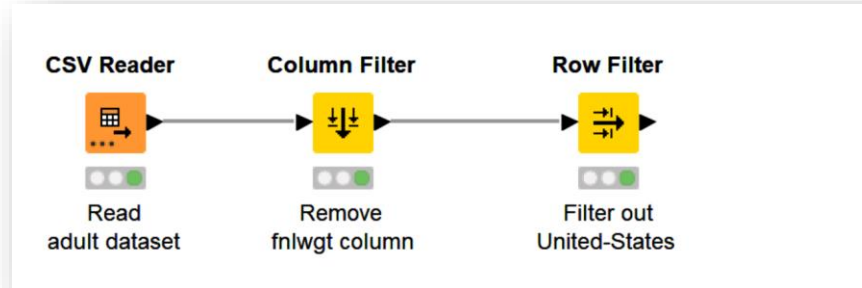 CSV Reader
Column Filter
Row Filter
Read
adult dataset
Remove
fnlwgt column
Filter out
United-States